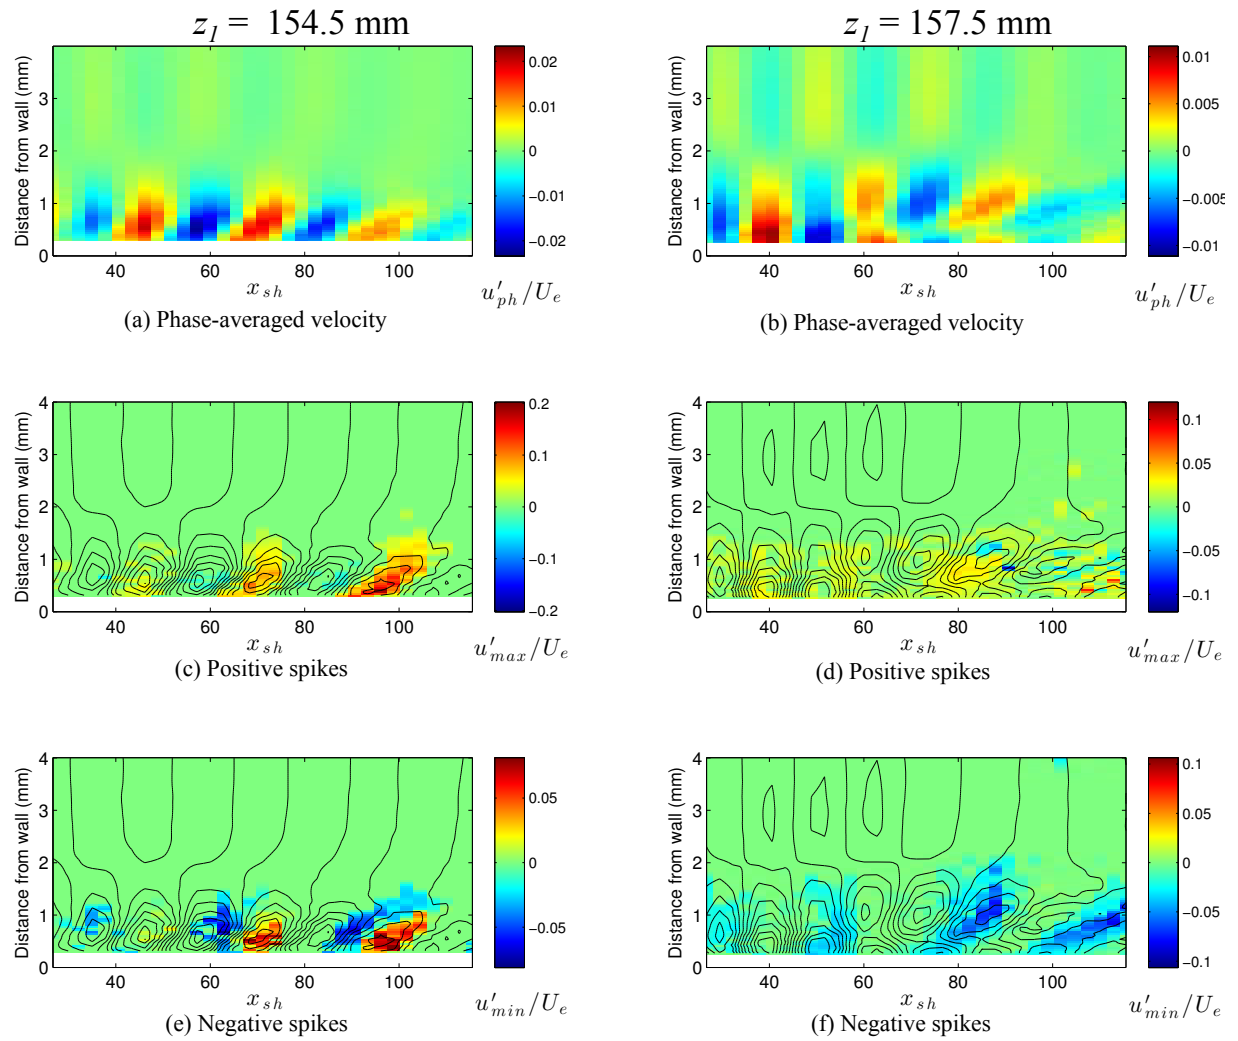 z1 = 154.5 mm
z1 = 157.5 mm
Distance from wall (mm)
3
2
1
0
40 60 80 100
xsh
0.02
0.01
0
−0.01
−0.02
u′ph/Ue
(a) Phase-averaged velocity
Distance from wall (mm)
3
2
1
0
40 60 80 100
xsh
0.01
0.005
0
−0.005
−0.01
u′ph/Ue
(b) Phase-averaged velocity
Distance from wall (mm)
4
3
2
1
0
40 60 80 100
xsh
0.2
0.1
0
−0.1
−0.2
u′max/Ue
(c) Positive spikes
Distance from wall (mm)
4
3
2
1
0
40 60 80 100
xsh
0.1
0.05
0
−0.05
−0.1
u′max/Ue
(d) Positive spikes
Distance from wall (mm)
4
3
2
1
0
40 60 80 100
xsh
0.05
0
−0.05
u′min/Ue
(e) Negative spikes
Distance from wall (mm)
4
3
2
1
0
40 60 80 100
xsh
0.1
0.05
0
−0.05
−0.1
u′min/Ue
(f) Negative spikes